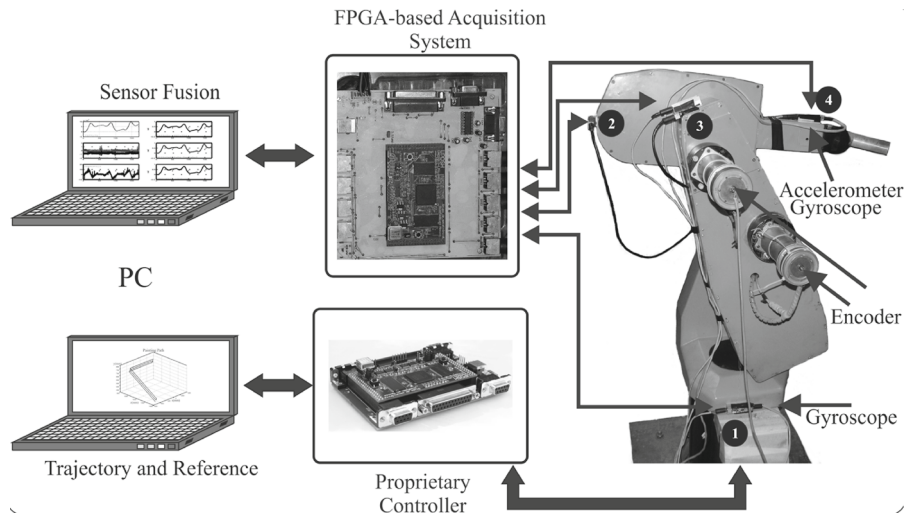 FPGA-based Acquisition
System
Sensor Fusion
4
2
3
Accelerometer
Gyroscope
PC
Encoder
Gyroscope
1
Trajectory and Reference
Proprietary
Controller